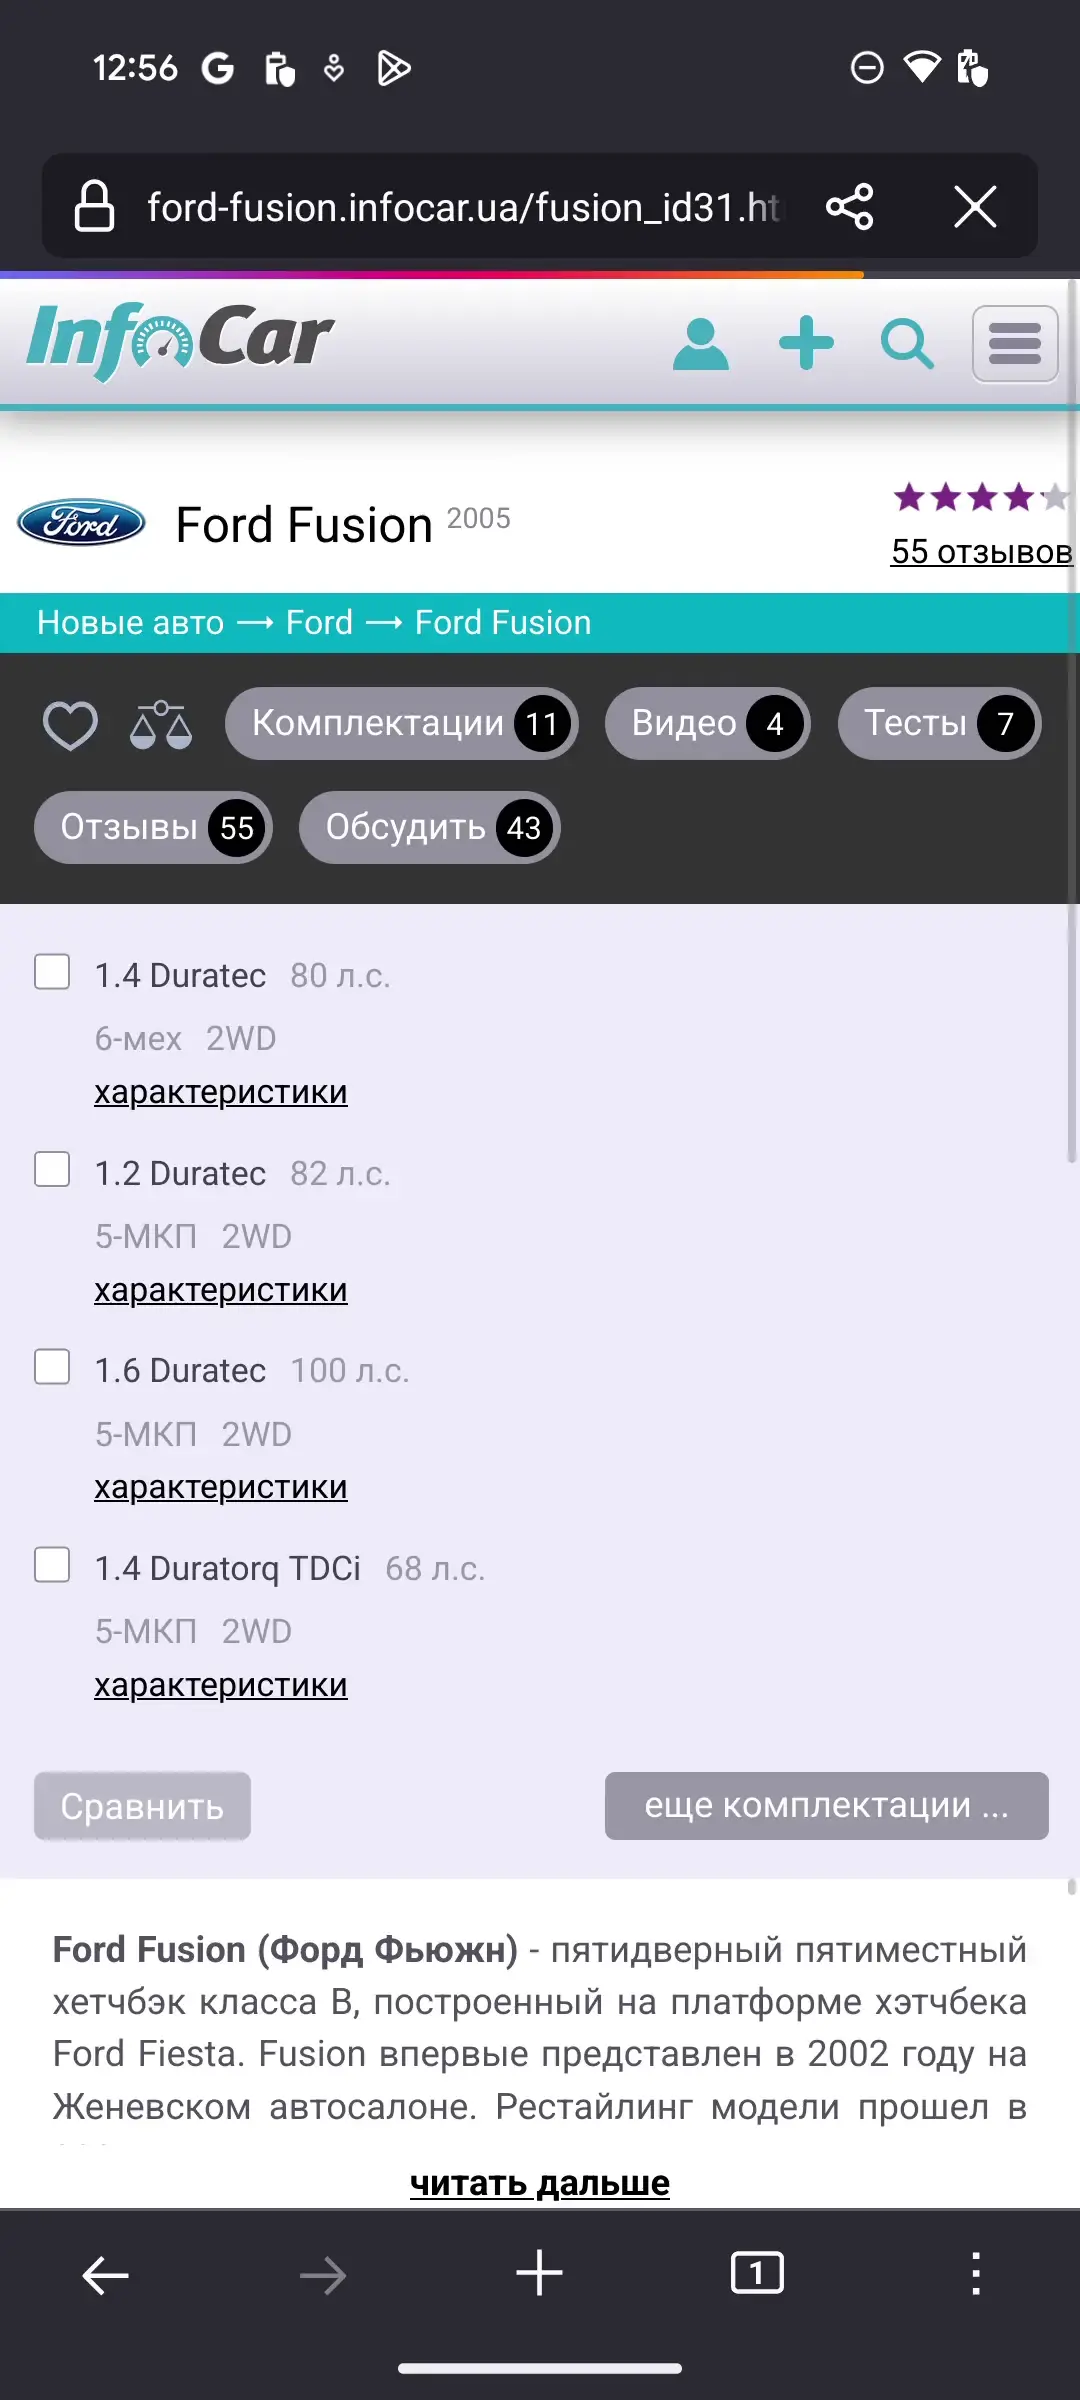 12:56
ford-fusion.infocar.ua/fusion_id31.ht
InfoCar
Ford
Ford Fusion 2005
55 отзывов
Новые авто → Ford → Ford Fusion
Комплектации 11
Видео 4
Тесты 7
Отзывы 55
Обсудить 43
1.4 Duratec 80 л.с.
6-мех 2WD
характеристики
1.2 Duratec 82 л.с.
5-МКП 2WD
характеристики
1.6 Duratec 100 л.с.
5-МКП 2WD
характеристики
1.4 Duratorq TDCi 68 л.с.
5-МКП 2WD
характеристики
Сравнить
еще комплектации ...
Ford Fusion (Форд Фьюжн) - пятидверный пятиместный
хетчбэк класса В, построенный на платформе хэтчбека
Ford Fiesta. Fusion впервые представлен в 2002 году на
Женевском автосалоне. Рестайлинг модели прошел в
читать дальше
1